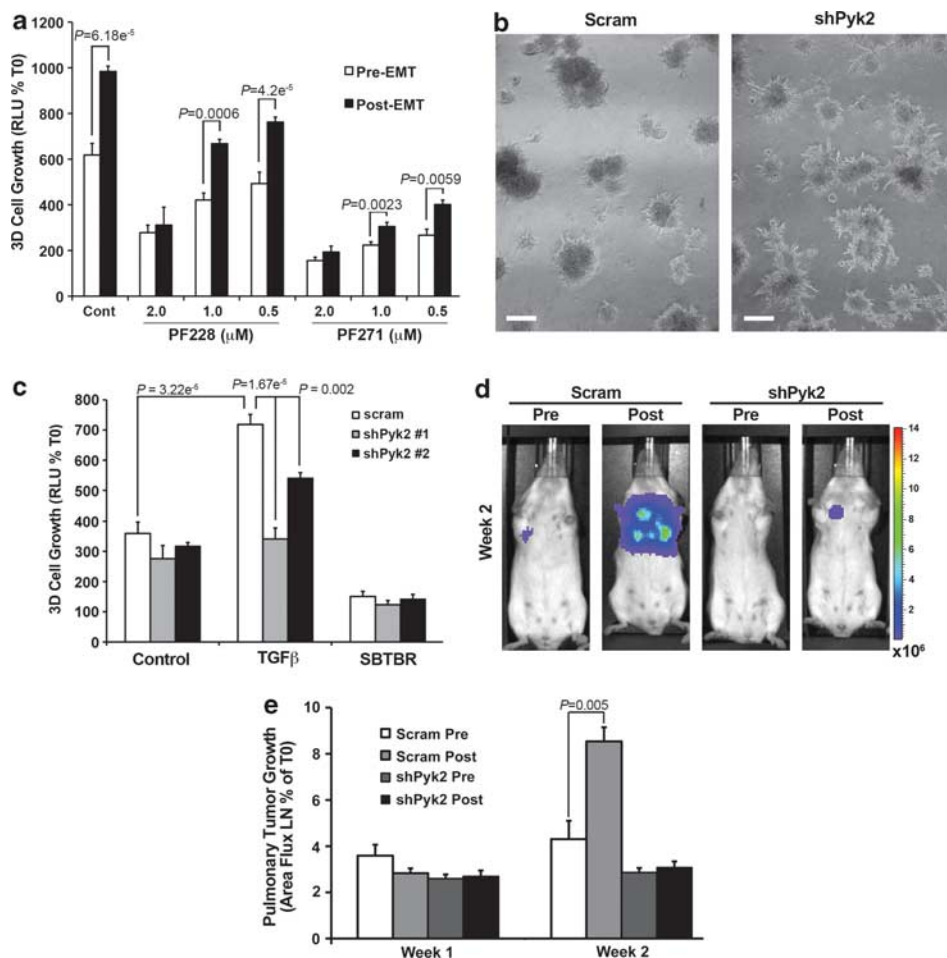 a
1200
1000
800
600
400
200
0
3D Cell Growth (RLU % T0)
P=6.18e-5
P=0.0006
P=4.2e-5
P=0.0023
P=0.0059
Pre-EMT
Post-EMT
Cont
2.0
1.0
0.5
2.0
1.0
0.5
PF228 (μM)
PF271 (μM)
b
Scram
shPyk2
c
800
700
600
500
400
300
200
100
0
3D Cell Growth (RLU % T0)
P = 3.22e-5
P=1.67e-5
P = 0.002
scram
shPyk2 #1
shPyk2 #2
Control
TGFβ
SBTBR
d
Scram
shPyk2
Pre
Post
Pre
Post
Week 2
14
12
10
8
6
4
2
x10⁶
e
10
8
6
4
2
0
Pulmonary Tumor Growth
(Area Flux LN % of T0)
Scram Pre
Scram Post
shPyk2 Pre
shPyk2 Post
P=0.005
Week 1
Week 2